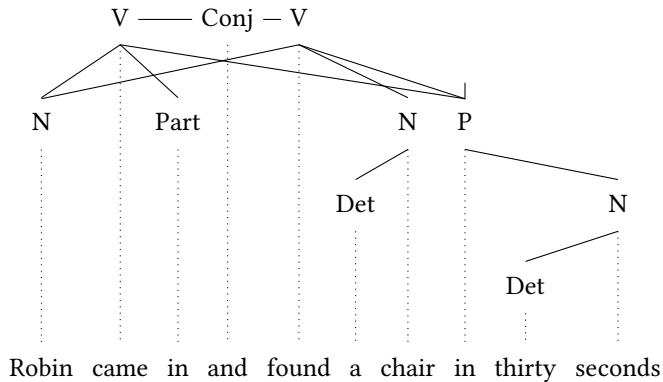 V Conj V
N Part N P
Det N
Det
Robin came in and found a chair in thirty seconds